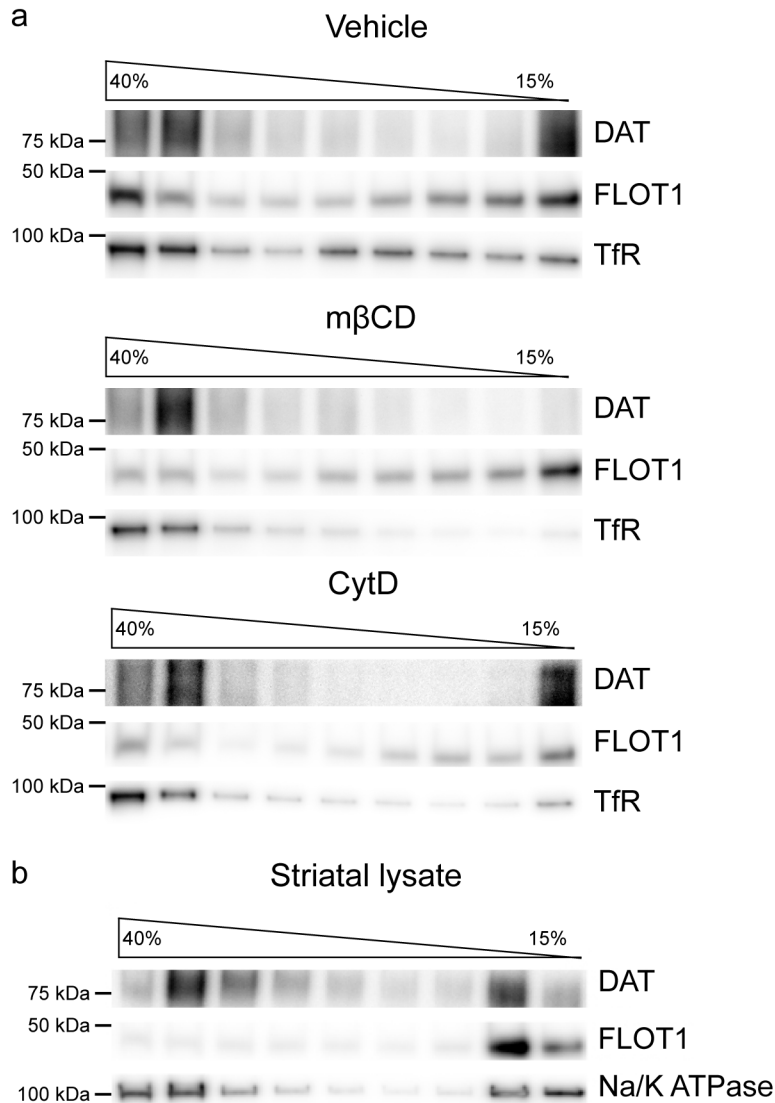 a
Vehicle
40% 15%
75 kDa DAT
50 kDa FLOT1
100 kDa TfR
mβCD
40% 15%
75 kDa DAT
50 kDa FLOT1
100 kDa TfR
CytD
40% 15%
75 kDa DAT
50 kDa FLOT1
100 kDa TfR
b
Striatal lysate
40% 15%
75 kDa DAT
50 kDa FLOT1
100 kDa Na/K ATPase